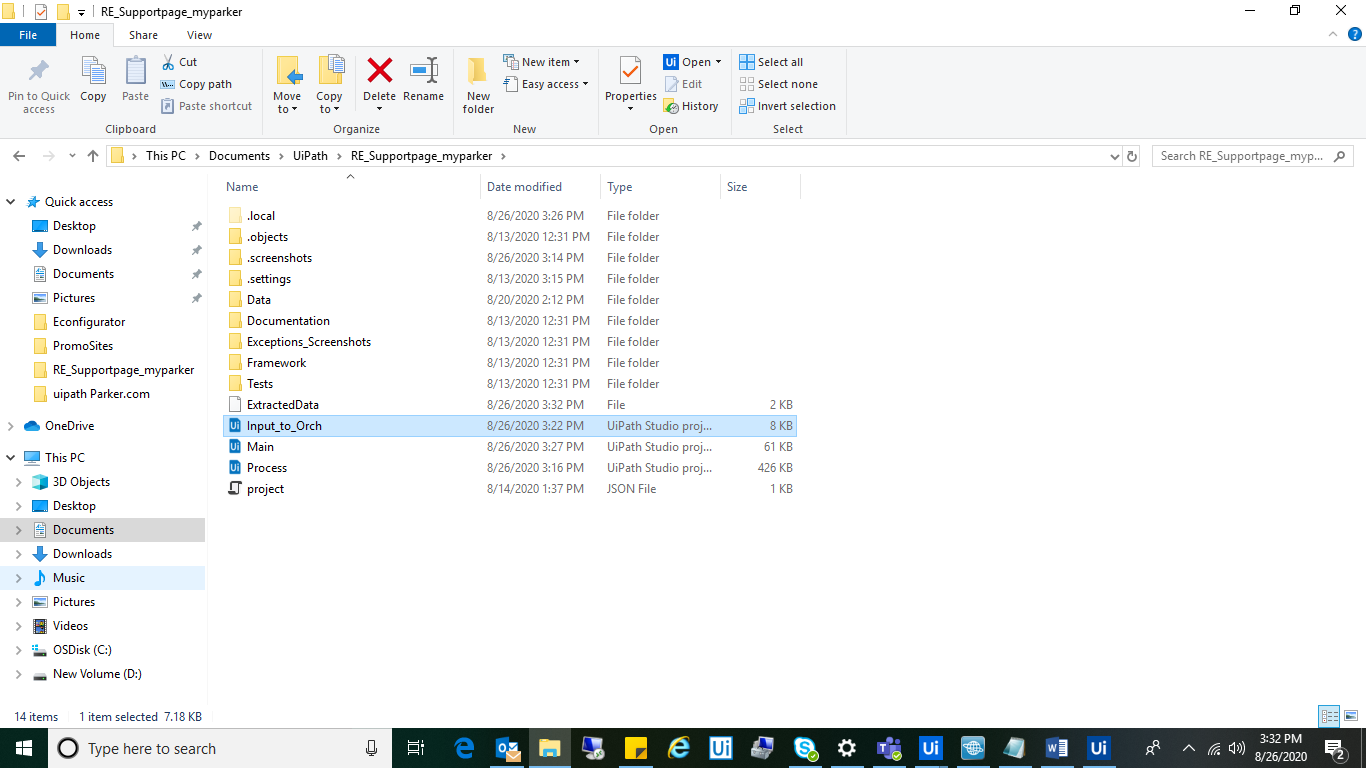 RE_Supportpage_myparker
File Home Share View
Pin to Quick access
Copy
Paste
Cut
Copy path
Paste shortcut
Clipboard
Move to
Copy to
Delete
Rename
Organize
New folder
New item
Easy access
New
Properties
Ui Open
Edit
History
Open
Select all
Select none
Invert selection
Select
This PC Documents UiPath RE_Supportpage_myparker
Search RE_Supportpage_myp...
Quick access
Desktop
Downloads
Documents
Pictures
Econfigurator
PromoSites
RE_Supportpage_myparker
uipath Parker.com
OneDrive
This PC
3D Objects
Desktop
Documents
Downloads
Music
Pictures
Videos
OSDisk (C:)
New Volume (D:)
Name Date modified Type Size
.local 8/26/2020 3:26 PM File folder
.objects 8/13/2020 12:31 PM File folder
.screenshots 8/26/2020 3:14 PM File folder
.settings 8/13/2020 3:15 PM File folder
Data 8/20/2020 2:12 PM File folder
Documentation 8/13/2020 12:31 PM File folder
Exceptions_Screenshots 8/13/2020 12:31 PM File folder
Framework 8/13/2020 12:31 PM File folder
Tests 8/13/2020 12:31 PM File folder
ExtractedData 8/26/2020 3:32 PM File 2 KB
Ui Input_to_Orch 8/26/2020 3:22 PM UiPath Studio proj... 8 KB
Ui Main 8/26/2020 3:27 PM UiPath Studio proj... 61 KB
Ui Process 8/26/2020 3:16 PM UiPath Studio proj... 426 KB
project 8/14/2020 1:37 PM JSON File 1 KB
14 items 1 item selected 7.18 KB
Type here to search
Ui
Ui
Ui
3:32 PM
8/26/2020
2